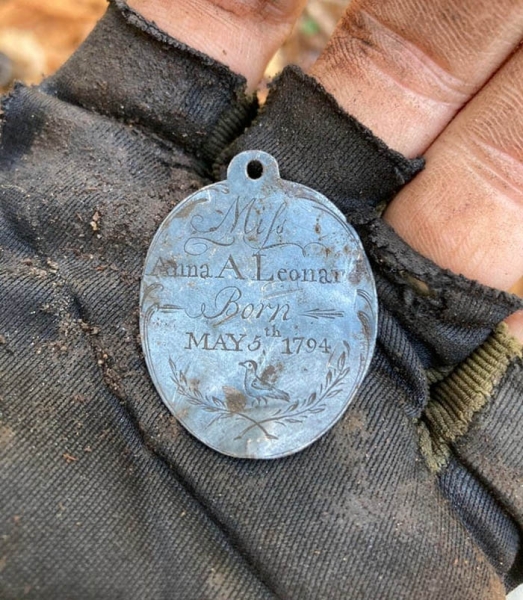 Miſs
Anna A Leonar
Born
MAY 5th 1794